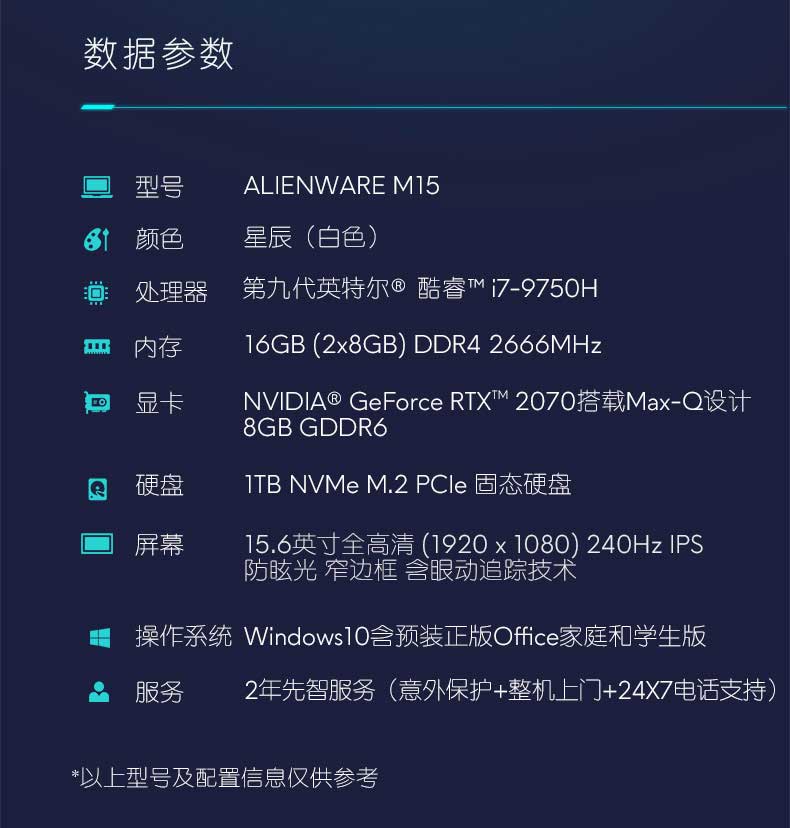 数据参数
型号 ALIENWARE M15
颜色 星辰（白色）
处理器 第九代英特尔® 酷睿™ i7-9750H
内存 16GB (2x8GB) DDR4 2666MHz
显卡 NVIDIA® GeForce RTX™ 2070搭载Max-Q设计
8GB GDDR6
硬盘 1TB NVMe M.2 PCIe 固态硬盘
屏幕 15.6英寸全高清 (1920 x 1080) 240Hz IPS
防眩光 窄边框 含眼动追踪技术
操作系统 Windows10含预装正版Office家庭和学生版
服务 2年先智服务（意外保护+整机上门+24X7电话支持）
*以上型号及配置信息仅供参考